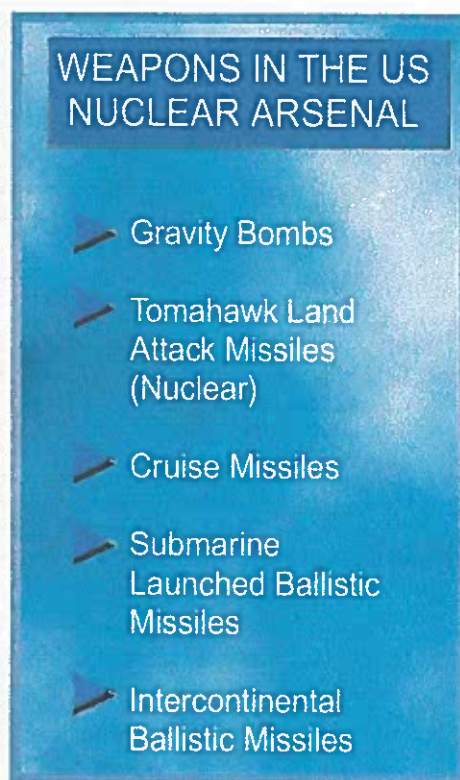 WEAPONS IN THE US
NUCLEAR ARSENAL
Gravity Bombs
Tomahawk Land
Attack Missiles
(Nuclear)
Cruise Missiles
Submarine
Launched Ballistic
Missiles
Intercontinental
Ballistic Missiles